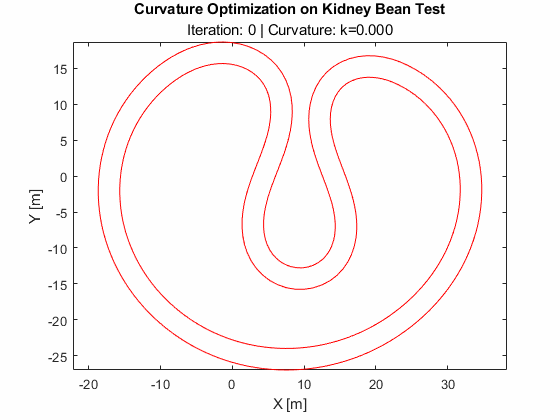 Curvature Optimization on Kidney Bean Test
Iteration: 0 | Curvature: k=0.000
15
10
5
0
-5
-10
-15
-20
-25
Y [m]
-20 -10 0 10 20 30
X [m]